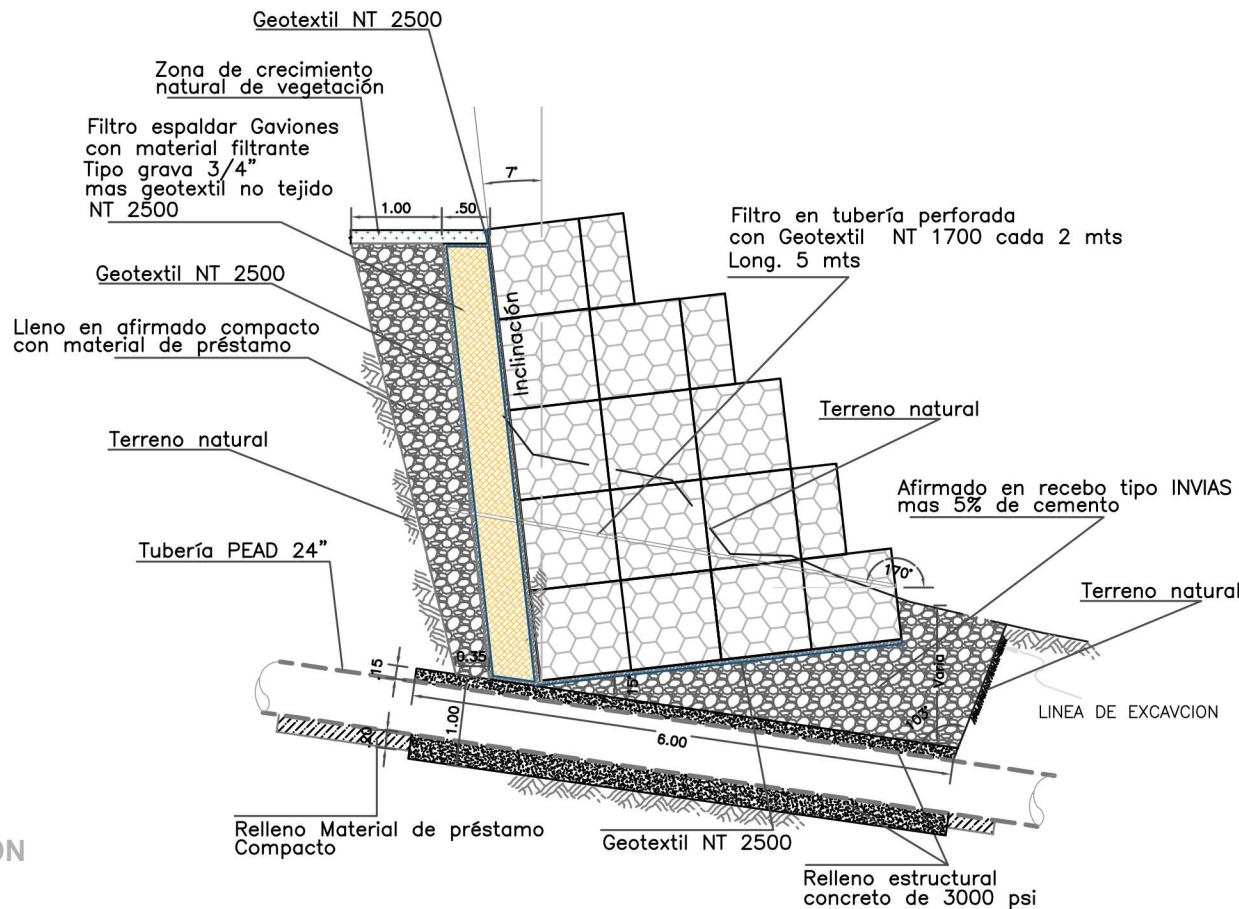 Geotextil NT 2500
Zona de crecimiento
natural de vegetación
Filtro espaldar Gaviones
con material filtrante
Tipo grava 3/4"
mas geotextil no tejido
NT 2500
7°
1.00
.50
Filtro en tubería perforada
con Geotextil NT 1700 cada 2 mts
Long. 5 mts
Geotextil NT 2500
Inclinación
Lleno en afirmado compacto
con material de préstamo
Terreno natural
Terreno natural
Afirmado en recebo tipo INVIAS
mas 5% de cemento
Tubería PEAD 24"
170°
Terreno natural
.15
0.35
.15
Varia
103°
LINEA DE EXCAVCION
1.00
6.00
Relleno Material de préstamo
Compacto
Geotextil NT 2500
Relleno estructural
concreto de 3000 psi
ON